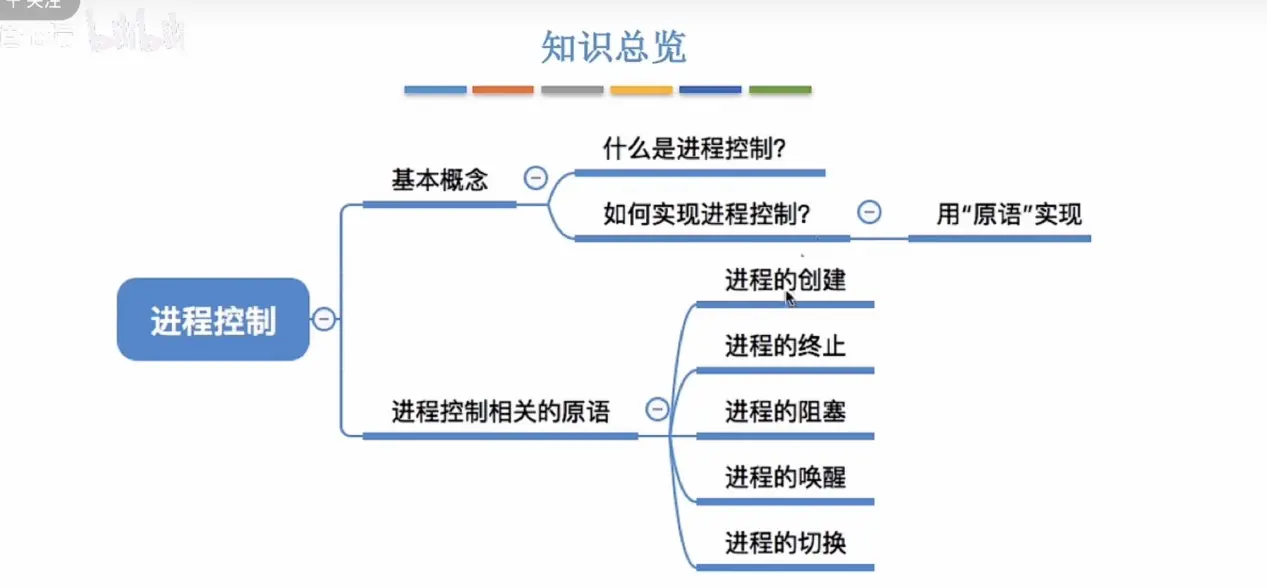 关注
bilibili
知识总览
什么是进程控制?
基本概念
如何实现进程控制?
用“原语”实现
进程的创建
进程控制
进程的终止
进程控制相关的原语
进程的阻塞
进程的唤醒
进程的切换